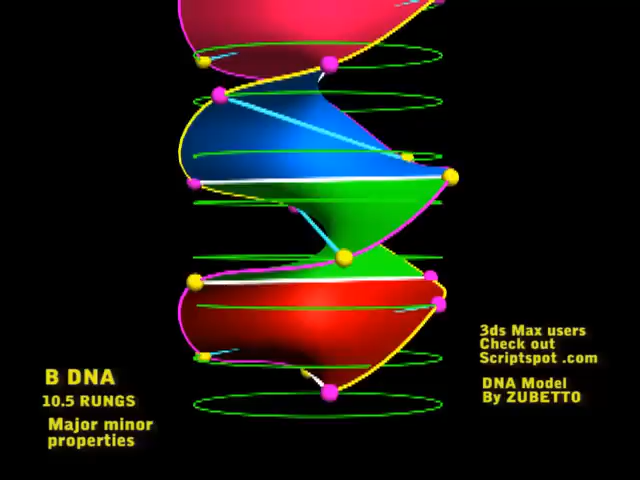 B DNA
10.5 RUNGS
Major minor
properties
3ds Max users
Check out
Scriptspot .com
DNA Model
By ZUBETTO